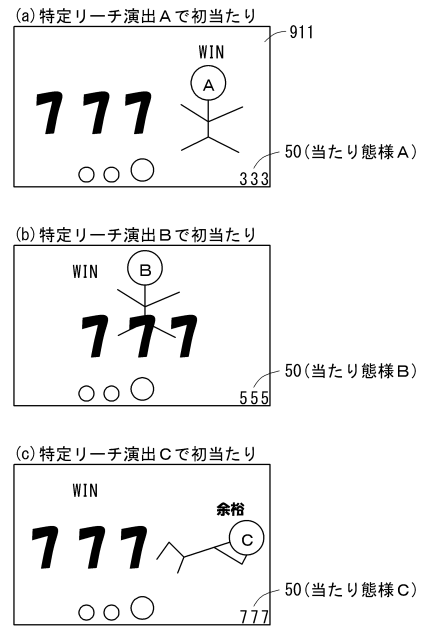 (a)特定リーチ演出Aで初当たり
911
WIN
A
777
50(当たり態様A)
333
(b)特定リーチ演出Bで初当たり
WIN
B
777
50(当たり態様B)
555
(c)特定リーチ演出Cで初当たり
WIN
余裕
C
777
50(当たり態様C)
777